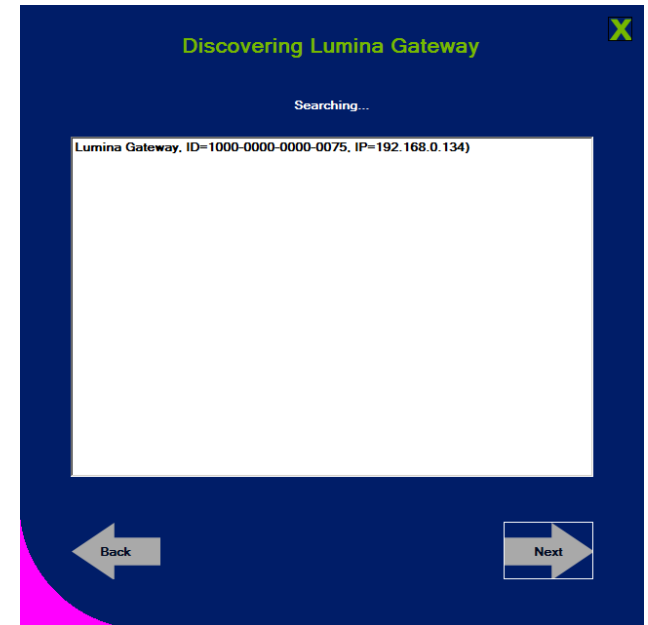 Discovering Lumina Gateway
X
Searching...
Lumina Gateway, ID=1000-0000-0000-0075, IP=192.168.0.134)
Back
Next